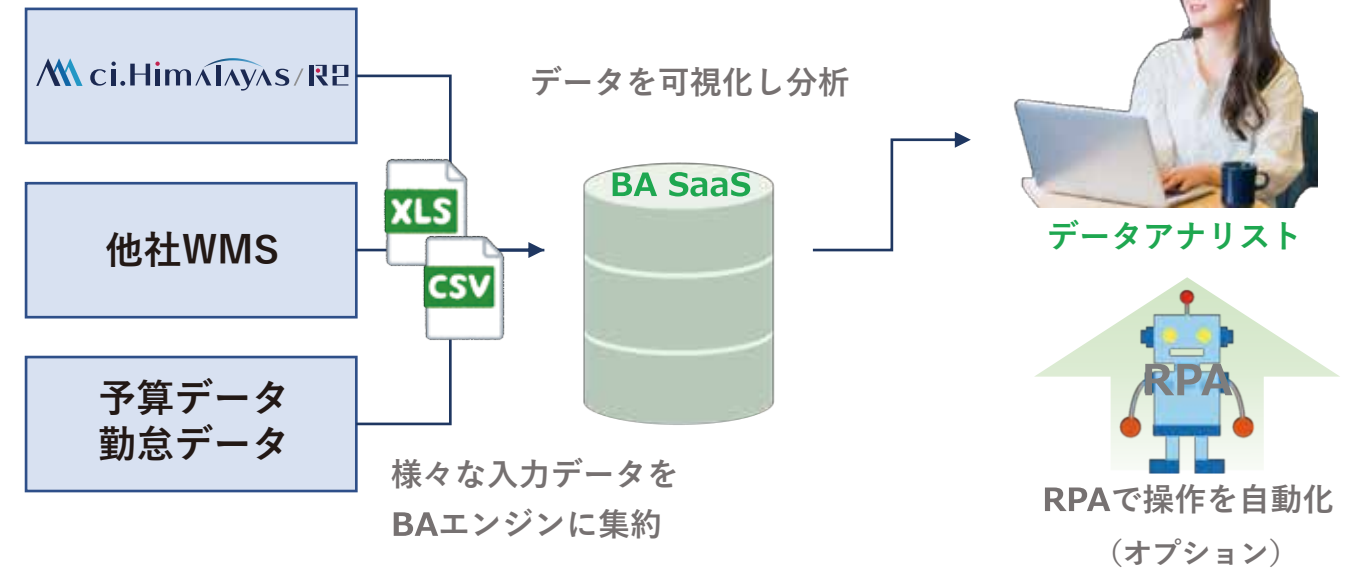 ci.Himalayas/R2
他社WMS
予算データ
勤怠データ
XLS
CSV
様々な入力データを
BAエンジンに集約
データを可視化し分析
BA SaaS
データアナリスト
RPA
RPAで操作を自動化
（オプション）